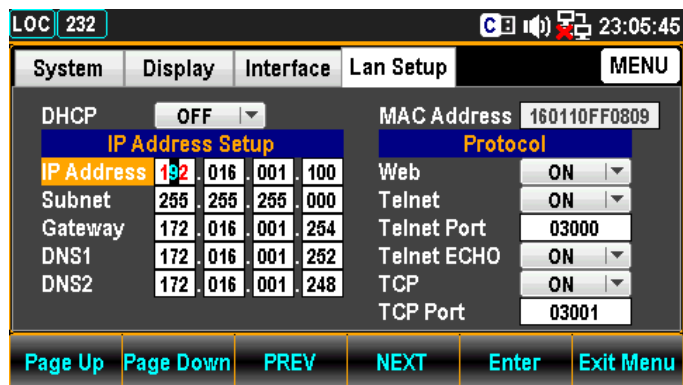 LOC 232 C 23:05:45
System Display Interface Lan Setup MENU
DHCP OFF MAC Address 160110FF0809
IP Address Setup Protocol
IP Address 192 . 016 . 001 . 100 Web ON
Subnet 255 . 255 . 255 . 000 Telnet ON
Gateway 172 . 016 . 001 . 254 Telnet Port 03000
DNS1 172 . 016 . 001 . 252 Telnet ECHO ON
DNS2 172 . 016 . 001 . 248 TCP ON
TCP Port 03001
Page Up Page Down PREV NEXT Enter Exit Menu